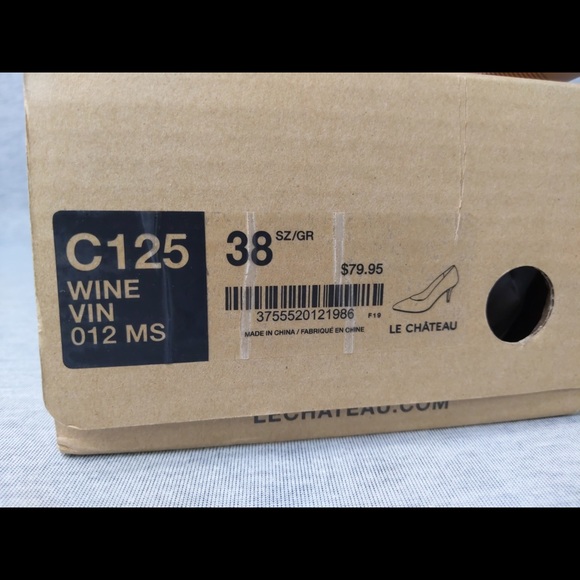 C125
WINE
VIN
012 MS
38 SZ/GR
$79.95
3755520121986 F19
MADE IN CHINA / FABRIQUÉ EN CHINE
LE CHÂTEAU
LECHATEAU.COM